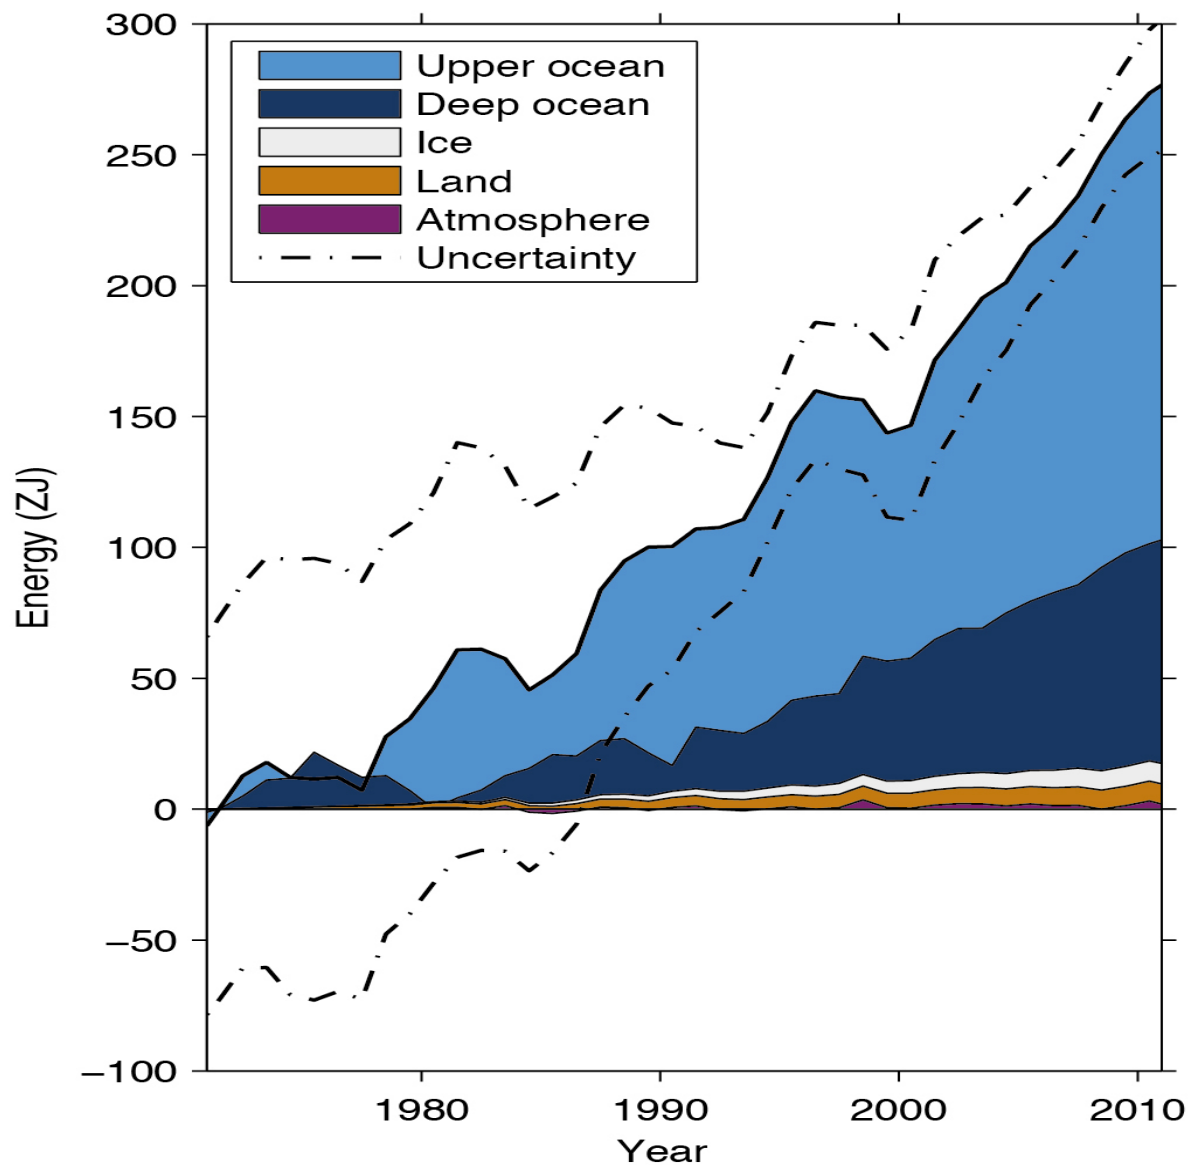 300
250
200
150
100
50
0
−50
−100
Energy (ZJ)
Upper ocean
Deep ocean
Ice
Land
Atmosphere
Uncertainty
1980
1990
2000
2010
Year